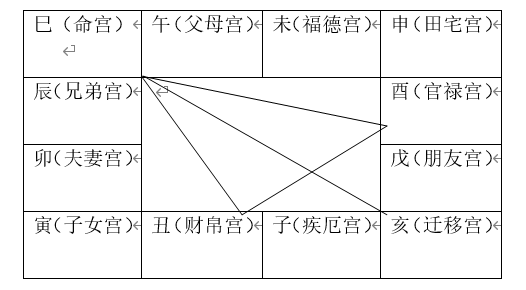 巳（命宫） 午（父母宫） 未（福德宫） 申（田宅宫）
辰（兄弟宫） 酉（官禄宫）
卯（夫妻宫） 戊（朋友宫）
寅（子女宫） 丑（财帛宫） 子（疾厄宫） 亥（迁移宫）